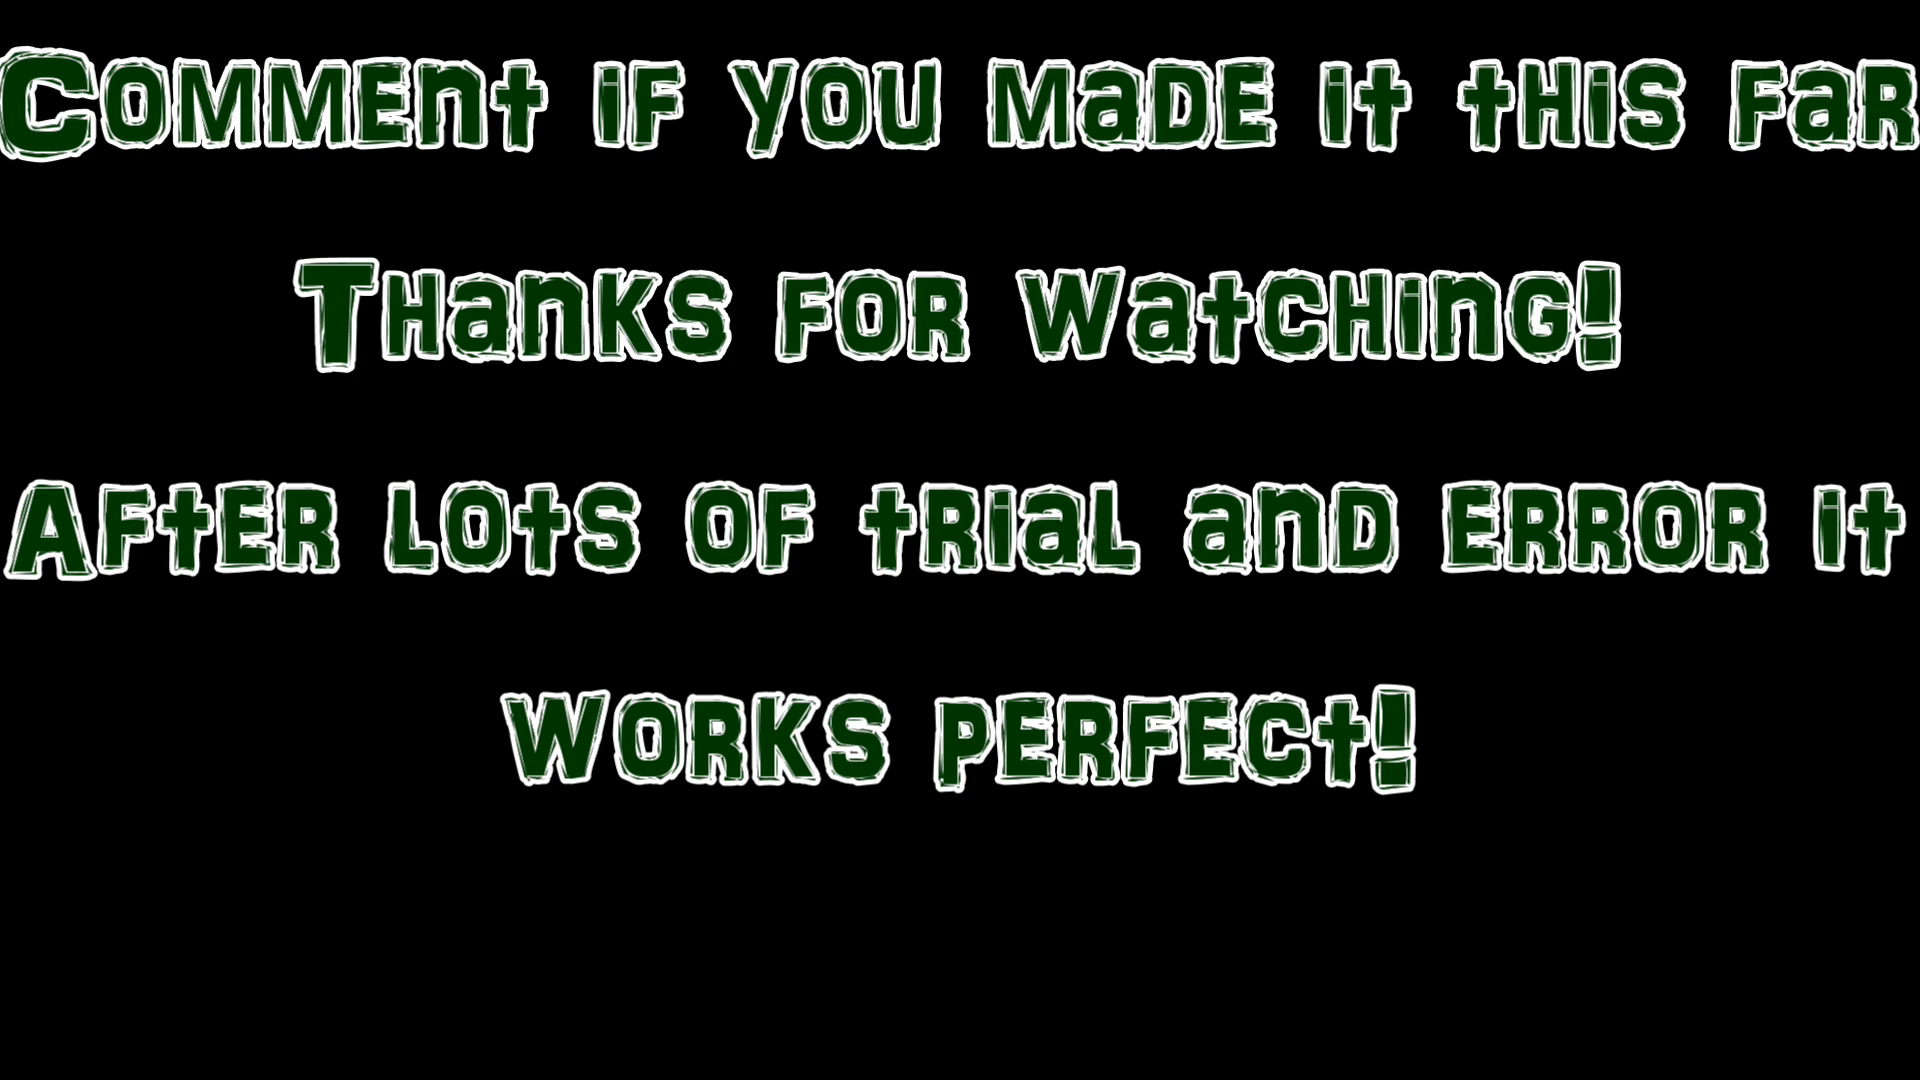 Comment if you made it this far
Thanks for watching!
After lots of trial and error it
works perfect!